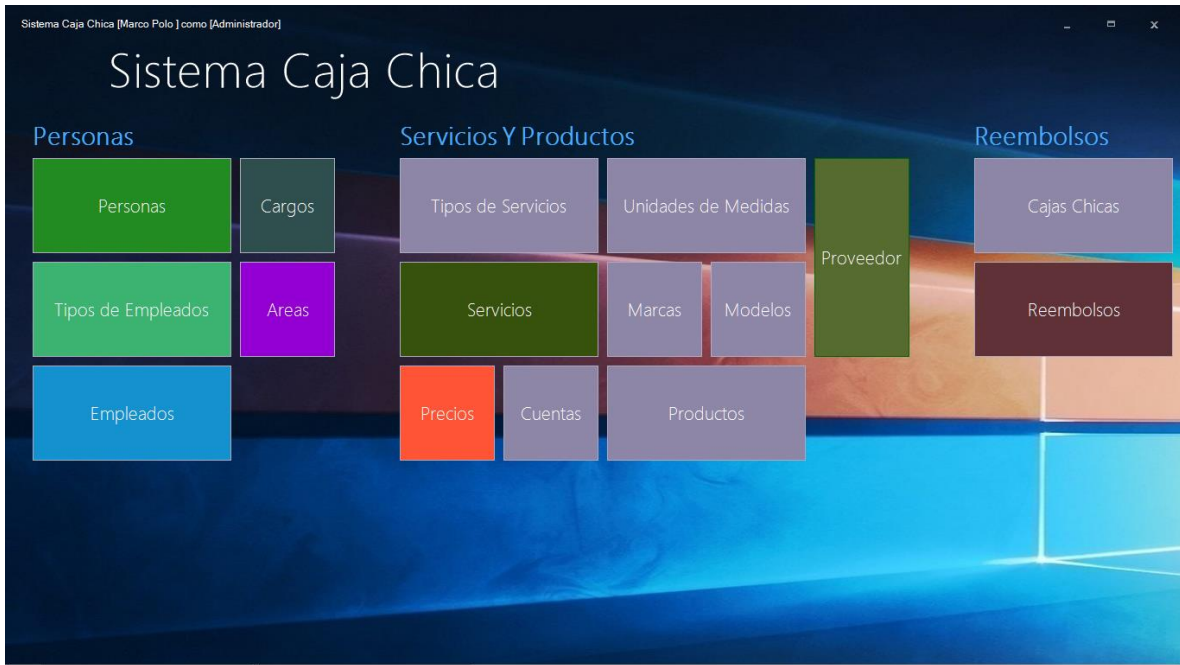 Sistema Caja Chica [Marco Polo ] como [Administrador]
Sistema Caja Chica
Personas
Personas
Cargos
Tipos de Empleados
Areas
Empleados
Servicios Y Productos
Tipos de Servicios
Unidades de Medidas
Proveedor
Servicios
Marcas
Modelos
Precios
Cuentas
Productos
Reembolsos
Cajas Chicas
Reembolsos